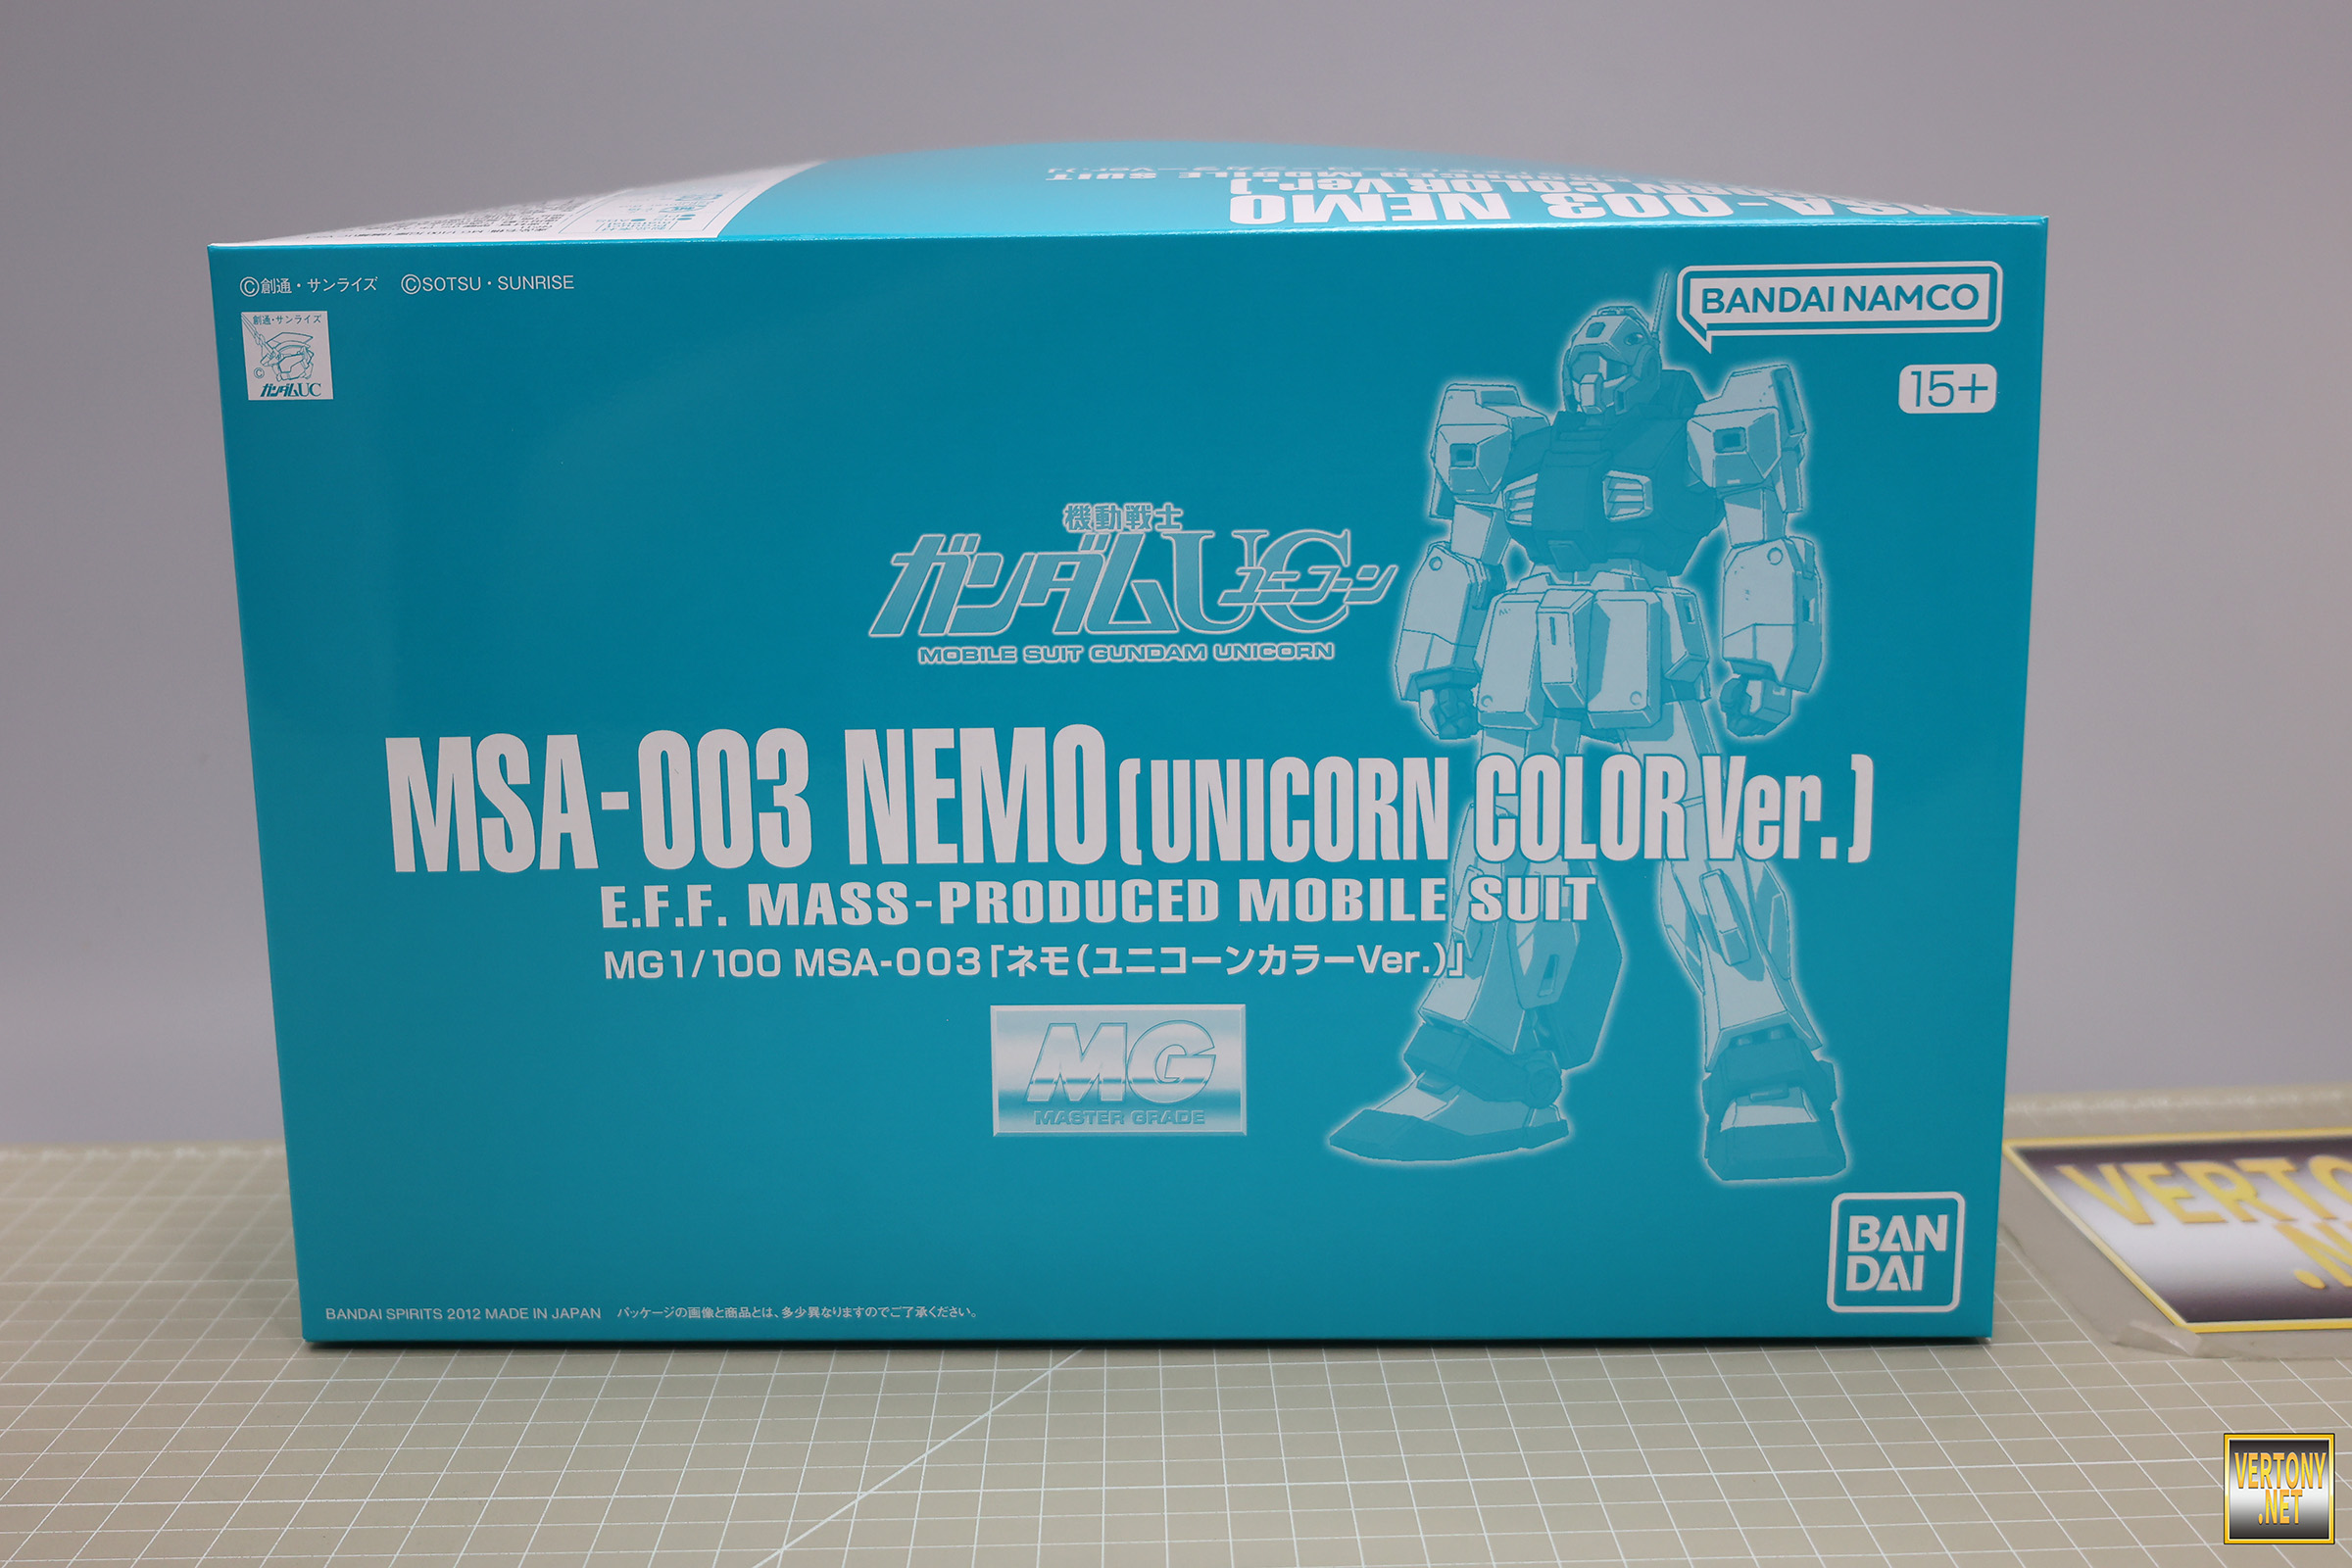 MSA-003 NEMO
©創通・サンライズ ©SOTSU・SUNRISE
創通・サンライズ
©
ガンダムUC
BANDAI NAMCO
15+
機動戦士
ガンダムUC
ユニコーン
MOBILE SUIT GUNDAM UNICORN
MSA-003 NEMO(UNICORN COLOR Ver.)
E.F.F. MASS-PRODUCED MOBILE SUIT
MG1/100 MSA-003「ネモ(ユニコーンカラーVer.)」
MG
MASTER GRADE
BAN
DAI
BANDAI SPIRITS 2012 MADE IN JAPAN パッケージの画像と商品とは、多少異なりますのでご了承ください。
VERTONY
.NET